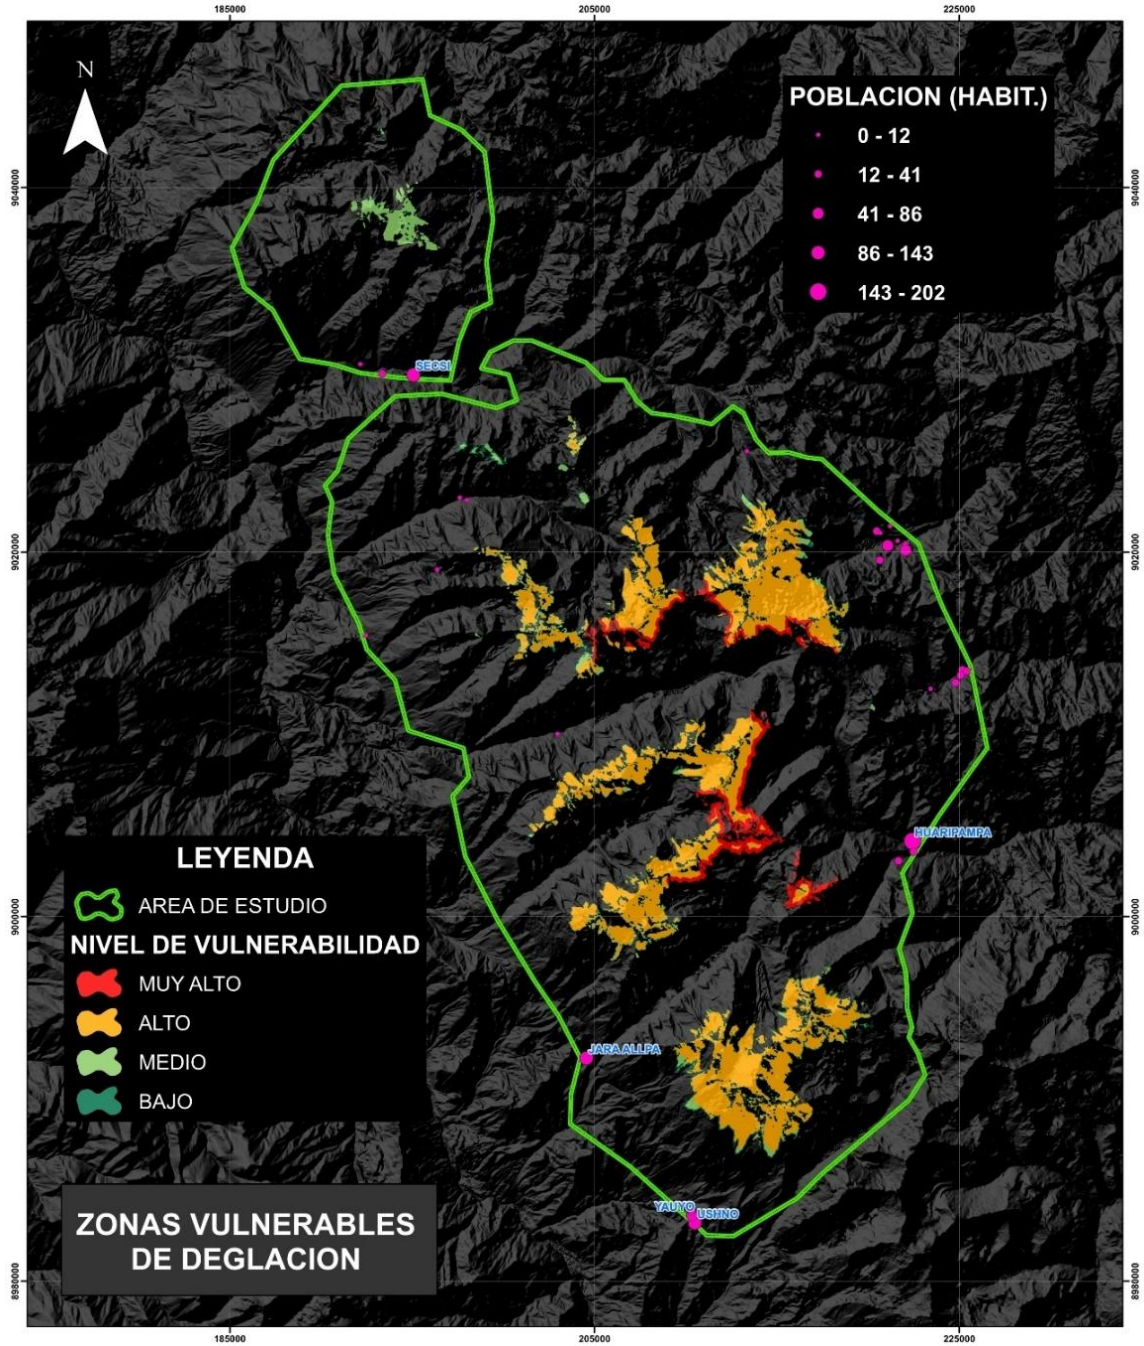 185000
205000
225000
N
POBLACION (HABIT.)
0 - 12
12 - 41
41 - 86
86 - 143
143 - 202
9040000
9040000
SECSI
9020000
9020000
HUARIPAMPA
LEYENDA
AREA DE ESTUDIO
NIVEL DE VULNERABILIDAD
MUY ALTO
ALTO
MEDIO
BAJO
9000000
9000000
JARA ALLPA
YAUYO
USHNO
ZONAS VULNERABLES
DE DEGLACION
8980000
8980000
185000
205000
225000